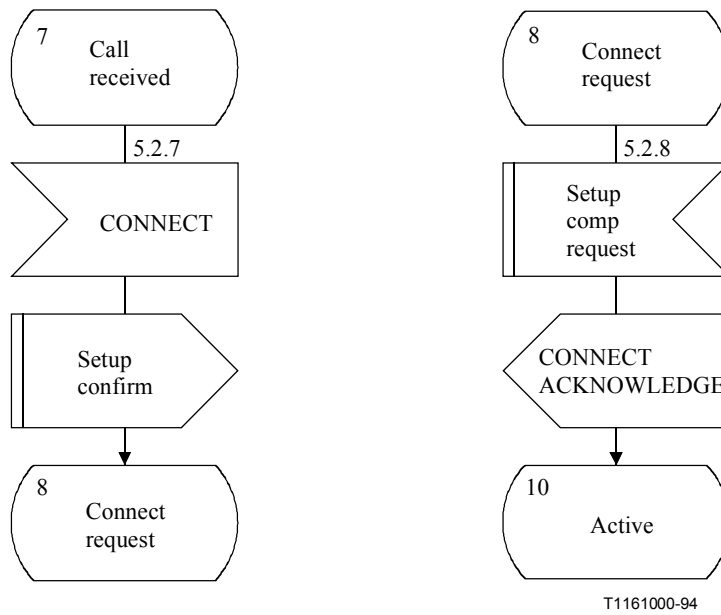 7
Call
received
5.2.7
CONNECT
Setup
confirm
8
Connect
request
8
Connect
request
5.2.8
Setup
comp
request
CONNECT
ACKNOWLEDGE
10
Active
T1161000-94